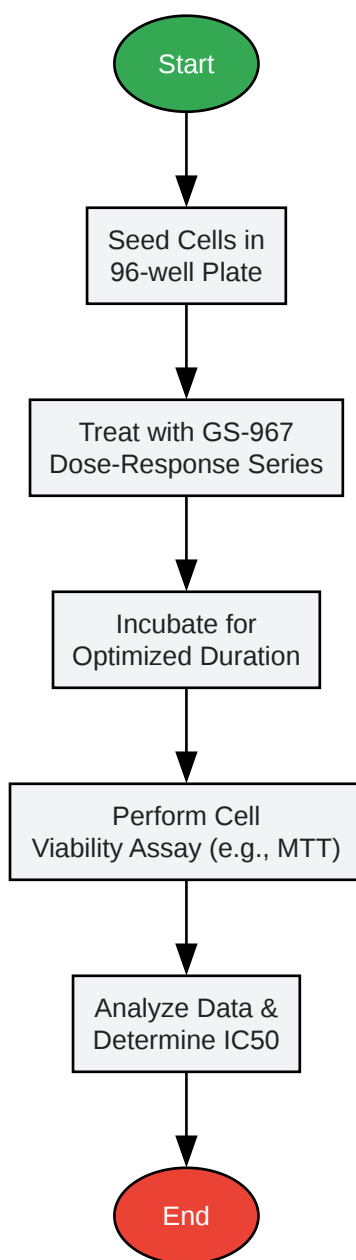 Start
Seed Cells in
96-well Plate
Treat with GS-967
Dose-Response Series
Incubate for
Optimized Duration
Perform Cell
Viability Assay (e.g., MTT)
Analyze Data &
Determine IC50
End